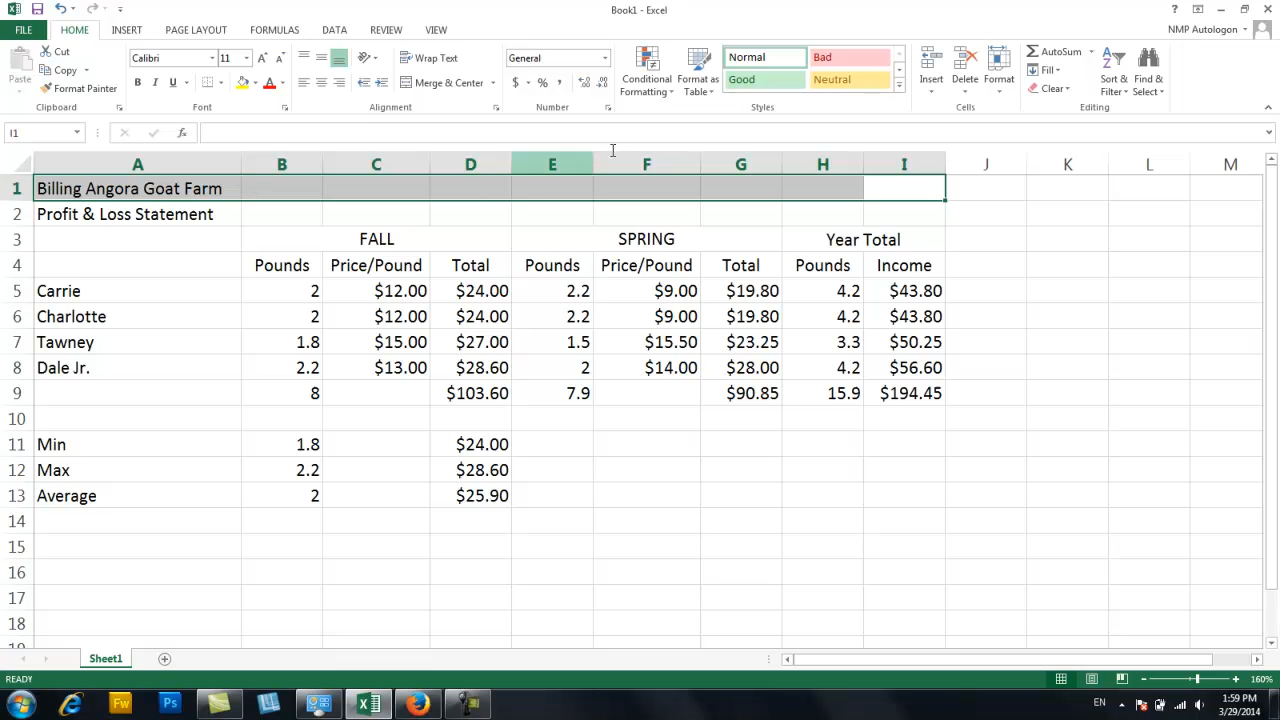 Book1 - Excel
FILE HOME INSERT PAGE LAYOUT FORMULAS DATA REVIEW VIEW NMP Autologon
Paste Cut Copy Format Painter
Clipboard
Calibri 11
B I U
Font
Wrap Text
Merge & Center
Alignment
General
$ % ,
Number
Conditional Formatting
Format as Table
Normal Bad
Good Neutral
Styles
Insert Delete Format
Cells
AutoSum
Fill
Clear
Sort & Filter
Find & Select
Editing
I1 fx
A B C D E F G H I J K L M
1 Billing Angora Goat Farm
2 Profit & Loss Statement
3 FALL SPRING Year Total
4 Pounds Price/Pound Total Pounds Price/Pound Total Pounds Income
5 Carrie 2 $12.00 $24.00 2.2 $9.00 $19.80 4.2 $43.80
6 Charlotte 2 $12.00 $24.00 2.2 $9.00 $19.80 4.2 $43.80
7 Tawney 1.8 $15.00 $27.00 1.5 $15.50 $23.25 3.3 $50.25
8 Dale Jr. 2.2 $13.00 $28.60 2 $14.00 $28.00 4.2 $56.60
9 8 $103.60 7.9 $90.85 15.9 $194.45
10
11 Min 1.8 $24.00
12 Max 2.2 $28.60
13 Average 2 $25.90
14
15
16
17
18
Sheet1
READY 160%
Fw Ps EN 1:59 PM
3/29/2014